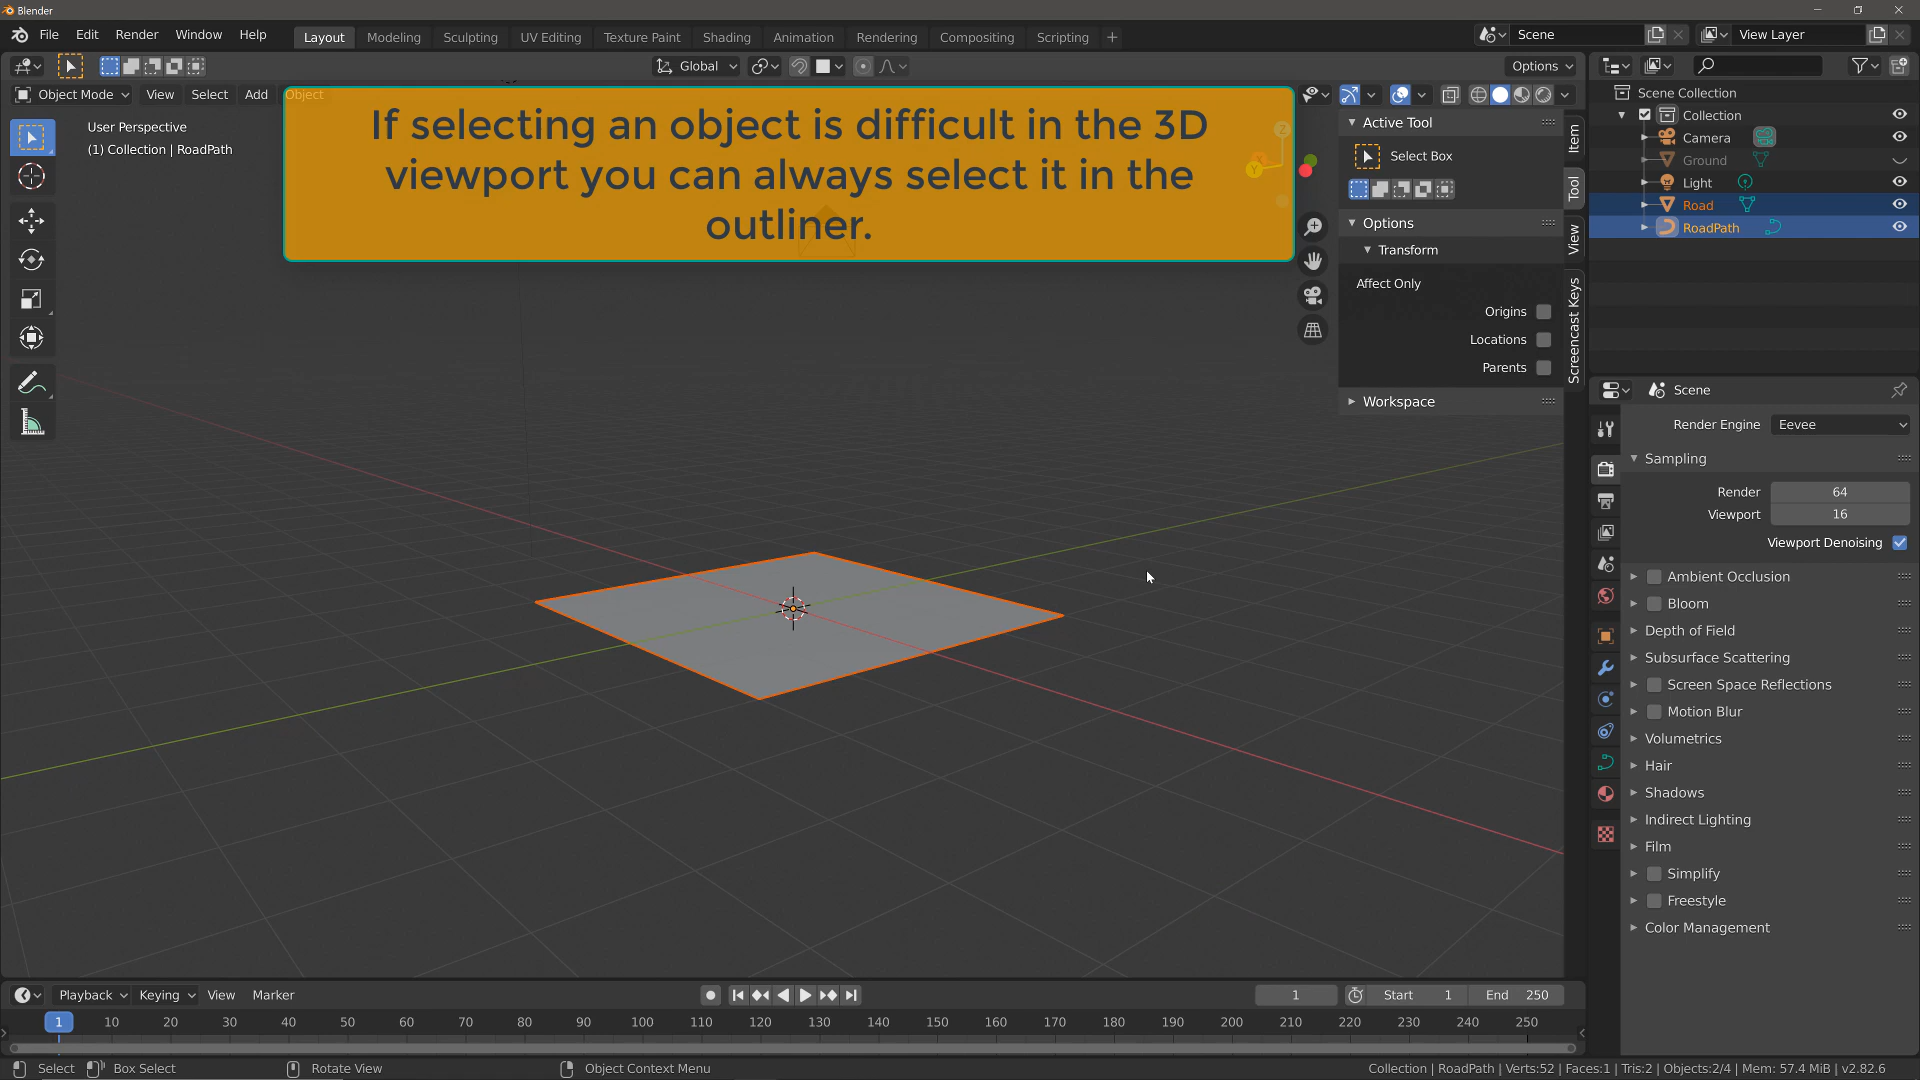 Blender
File Edit Render Window Help Layout Modeling Sculpting UV Editing Texture Paint Shading Animation Rendering Compositing Scripting + Scene View Layer
Global Options
Object Mode View Select Add Object
User Perspective
(1) Collection | RoadPath
If selecting an object is difficult in the 3D
viewport you can always select it in the
outliner.
Z
Y
Active Tool
Select Box
Options
Transform
Affect Only
Origins
Locations
Parents
Workspace
Item
Tool
View
Screencast Keys
Scene Collection
Collection
Camera
Ground
Light
Road
RoadPath
Scene
Render Engine Eevee
Sampling
Render 64
Viewport 16
Viewport Denoising
Ambient Occlusion
Bloom
Depth of Field
Subsurface Scattering
Screen Space Reflections
Motion Blur
Volumetrics
Hair
Shadows
Indirect Lighting
Film
Simplify
Freestyle
Color Management
Playback Keying View Marker 1 Start 1 End 250
1 10 20 30 40 50 60 70 80 90 100 110 120 130 140 150 160 170 180 190 200 210 220 230 240 250
Select Box Select Rotate View Object Context Menu Collection | RoadPath | Verts:52 | Faces:1 | Tris:2 | Objects:2/4 | Mem: 57.4 MiB | v2.82.6